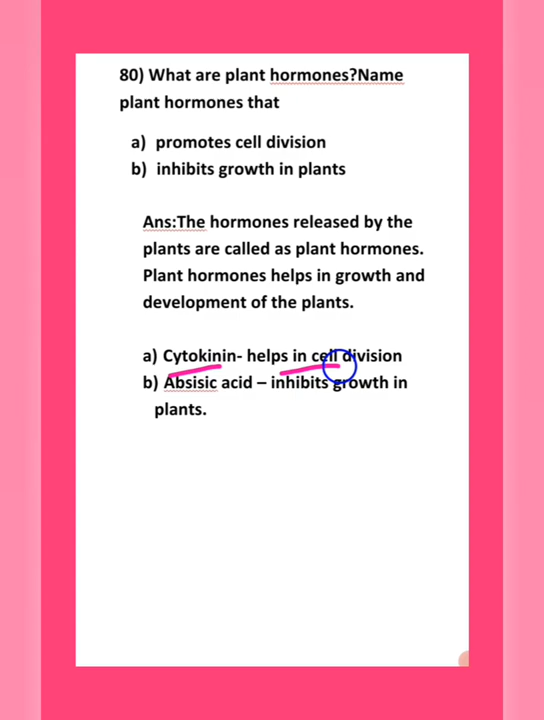 80) What are plant hormones?Name
plant hormones that
a) promotes cell division
b) inhibits growth in plants
Ans:The hormones released by the
plants are called as plant hormones.
Plant hormones helps in growth and
development of the plants.
a) Cytokinin- helps in cell division
b) Absisic acid – inhibits growth in
plants.